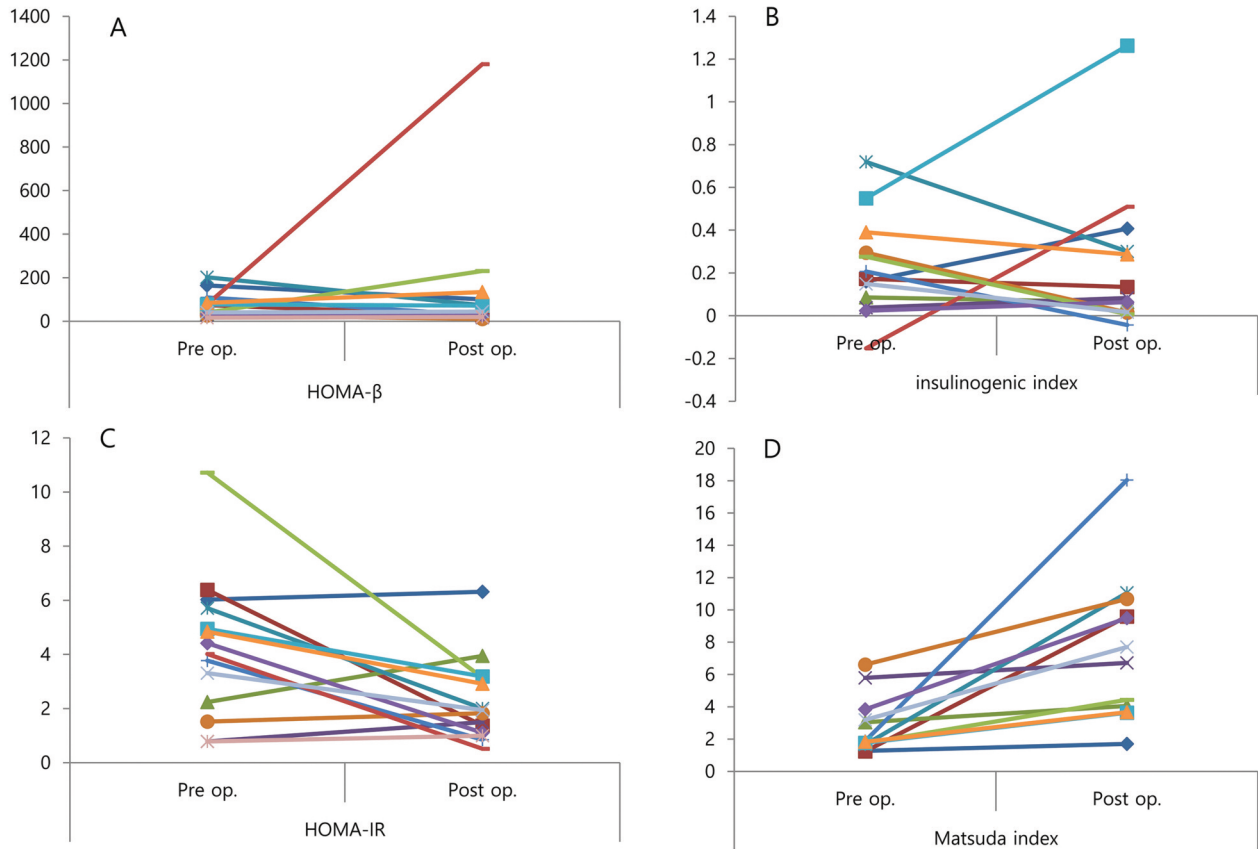 A
1400
1200
1000
800
600
400
200
0
Pre op.
Post op.
HOMA-β
B
1.4
1.2
1
0.8
0.6
0.4
0.2
0
-0.2
-0.4
Pre op.
Post op.
insulinogenic index
C
12
10
8
6
4
2
0
Pre op.
Post op.
HOMA-IR
D
20
18
16
14
12
10
8
6
4
2
0
Pre op.
Post op.
Matsuda index